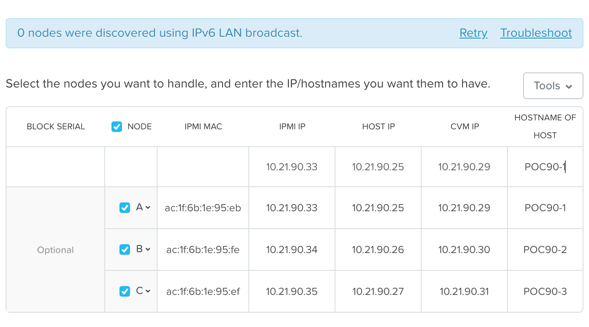 0 nodes were discovered using IPv6 LAN broadcast. Retry Troubleshoot
Select the nodes you want to handle, and enter the IP/hostnames you want them to have. Tools
BLOCK SERIAL NODE IPMI MAC IPMI IP HOST IP CVM IP HOSTNAME OF HOST
10.21.90.33 10.21.90.25 10.21.90.29 POC90-1
A ac:1f:6b:1e:95:eb 10.21.90.33 10.21.90.25 10.21.90.29 POC90-1
Optional B ac:1f:6b:1e:95:fe 10.21.90.34 10.21.90.26 10.21.90.30 POC90-2
C ac:1f:6b:1e:95:ef 10.21.90.35 10.21.90.27 10.21.90.31 POC90-3